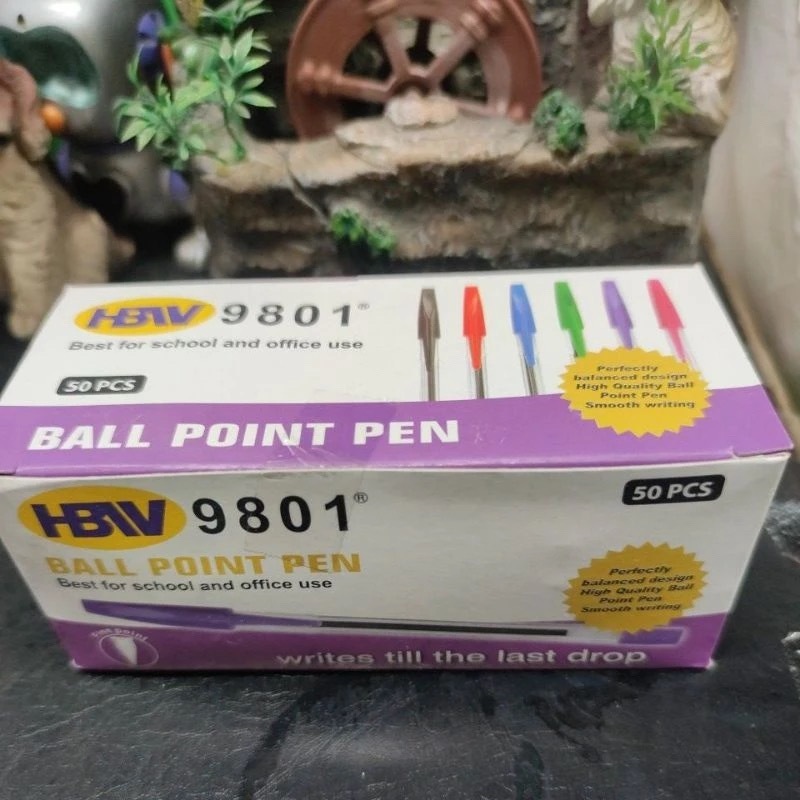 HBW 9801®
Best for school and office use
50 PCS
BALL POINT PEN
Perfectly
balanced design
High Quality Ball
Point Pen
Smooth writing
HBW 9801®
50 PCS
BALL POINT PEN
Best for school and office use
Perfectly
balanced design
High Quality Ball
Point Pen
Smooth writing
Fine Point
writes till the last drop